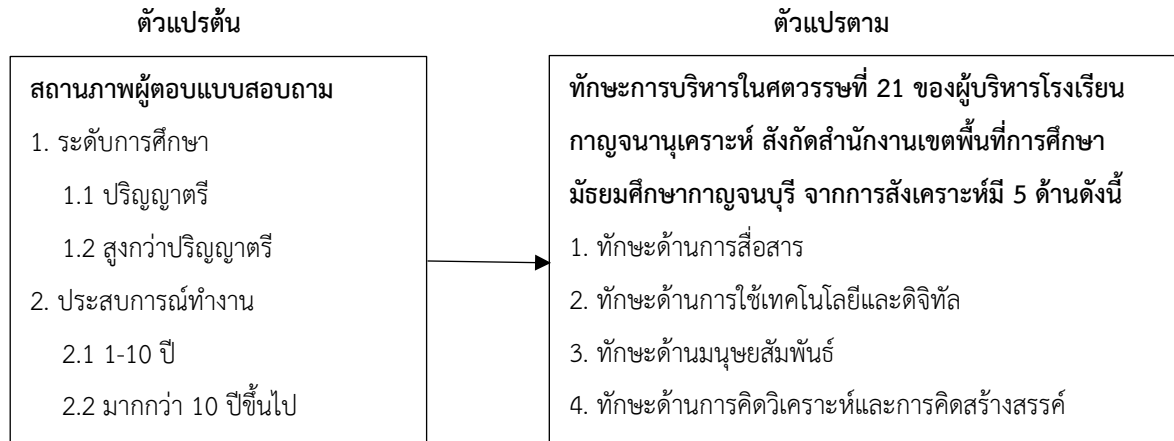 ตัวแปรต้น
ตัวแปรตาม
สถานภาพผู้ตอบแบบสอบถาม
1. ระดับการศึกษา
1.1 ปริญญาตรี
1.2 สูงกว่าปริญญาตรี
2. ประสบการณ์ทำงาน
2.1 1-10 ปี
2.2 มากกว่า 10 ปีขึ้นไป
ทักษะการบริหารในศตวรรษที่ 21 ของผู้บริหารโรงเรียน
กาญจนานุเคราะห์ สังกัดสำนักงานเขตพื้นที่การศึกษา
มัธยมศึกษากาญจนบุรี จากการสังเคราะห์มี 5 ด้านดังนี้
1. ทักษะด้านการสื่อสาร
2. ทักษะด้านการใช้เทคโนโลยีและดิจิทัล
3. ทักษะด้านมนุษยสัมพันธ์
4. ทักษะด้านการคิดวิเคราะห์และการคิดสร้างสรรค์